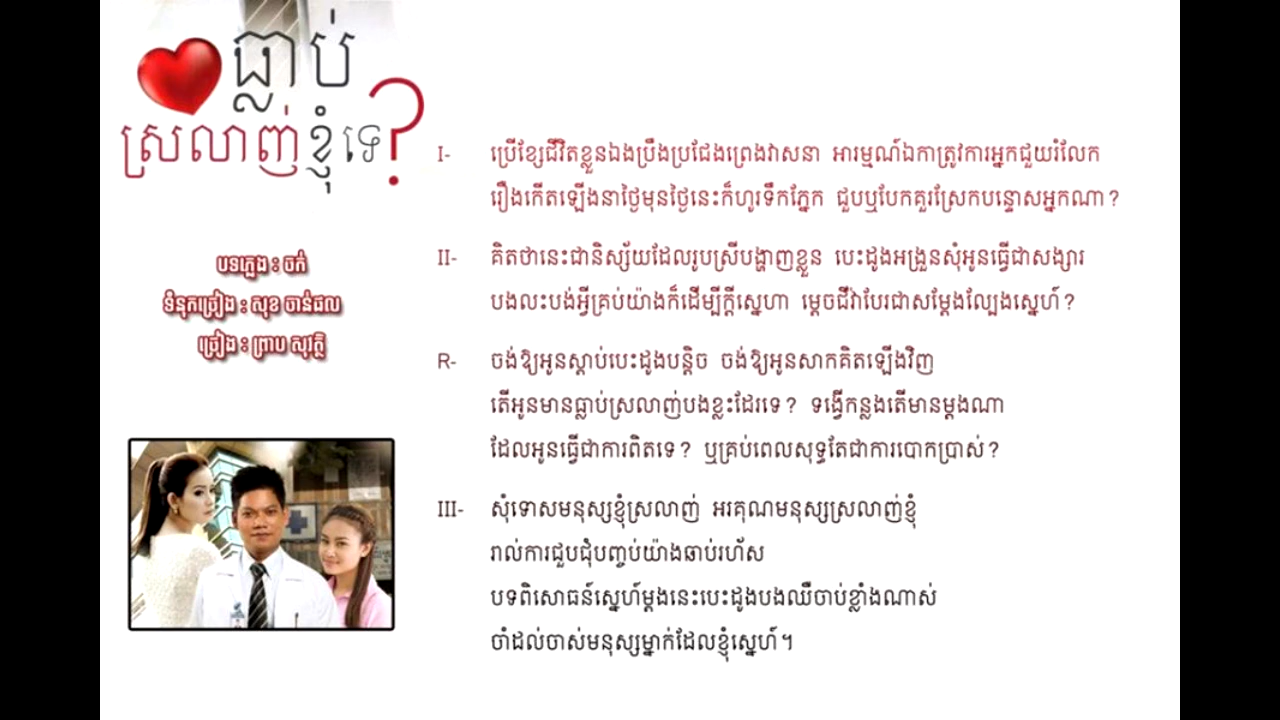 ធ្លាប់
ស្រលាញ់ខ្ញុំទេ?
បទភ្លេង : ចក់
ទំនុកច្រៀង : សុខ ចាន់ផល
ច្រៀង : ព្រាប សុវត្ថិ
I- ប្រើខ្សែជីវិតខ្លួនឯងប្រឹងប្រជែងព្រេងវាសនា អារម្មណ៍ឯកាត្រូវការអ្នកជួយរំលែក
រឿងកើតឡើងនាថ្ងៃមុនថ្ងៃនេះក៏ហូរទឹកភ្នែក ជួបឬបែកគួរស្រែកបន្ទោសអ្នកណា?
II- គិតថានេះជានិស្ស័យដែលរូបស្រីបង្ហាញខ្លួន បេះដូងអង្រួនសុំអូនធ្វើជាសង្សារ
បងលះបង់អ្វីគ្រប់យ៉ាងក៏ដើម្បីក្ដីស្នេហា ម្ដេចជីវ៉ាបែរជាសម្ដែងល្បែងស្នេហ៍?
R- ចង់ឱ្យអូនស្ដាប់បេះដូងបន្ដិច ចង់ឱ្យអូនសាកគិតឡើងវិញ
តើអូនមានធ្លាប់ស្រលាញ់បងខ្លះដែរទេ? ទង្វើកន្លងតើមានម្ដងណា
ដែលអូនធ្វើជាការពិតទេ? ឬគ្រប់ពេលសុទ្ធតែជាការបោកប្រាស់?
III- សុំទោសមនុស្សខ្ញុំស្រលាញ់ អរគុណមនុស្សស្រលាញ់ខ្ញុំ
រាល់ការជួបជុំបញ្ចប់យ៉ាងឆាប់រហ័ស
បទពិសោធន៍ស្នេហ៍ម្ដងនេះបេះដូងបងឈឺចាប់ខ្លាំងណាស់
ចាំដល់ចាស់មនុស្សម្នាក់ដែលខ្ញុំស្នេហ៍។